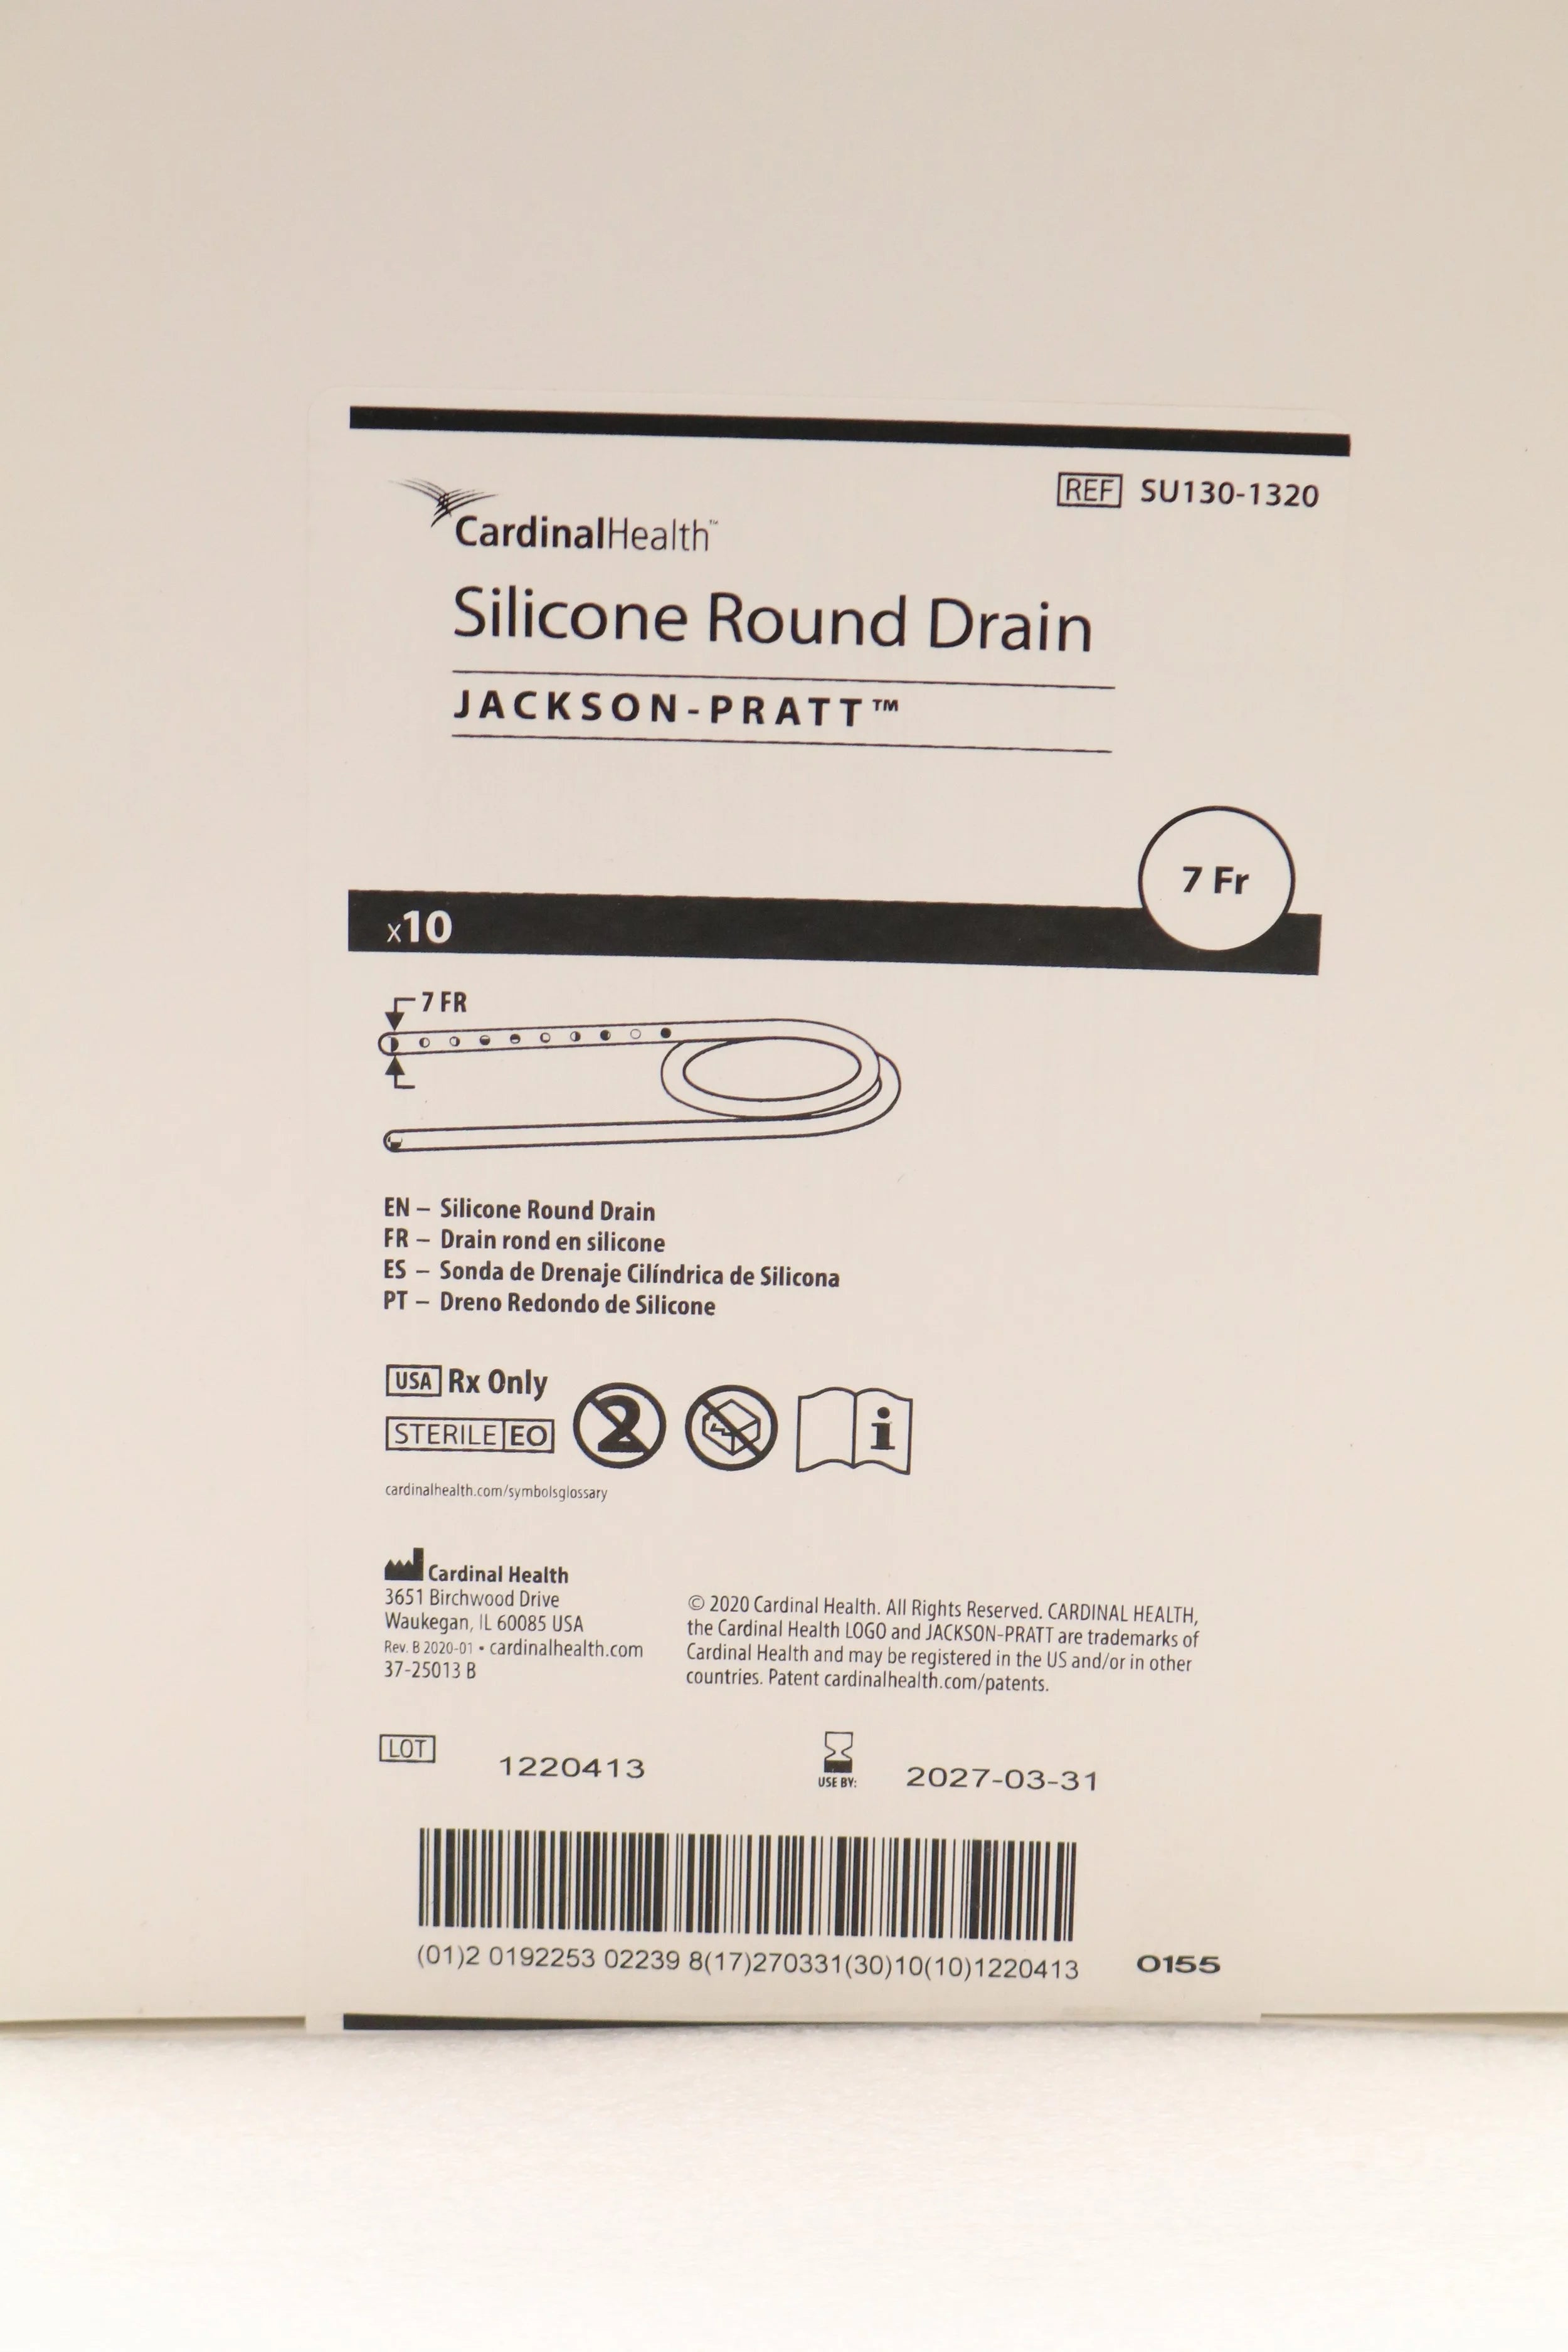 REF SU130-1320
CardinalHealth™
Silicone Round Drain
JACKSON-PRATT™
7 Fr
x10
7 FR
EN – Silicone Round Drain
FR – Drain rond en silicone
ES – Sonda de Drenaje Cilíndrica de Silicona
PT – Dreno Redondo de Silicone
USA Rx Only
STERILE EO
2
i
cardinalhealth.com/symbolsglossary
Cardinal Health
3651 Birchwood Drive
Waukegan, IL 60085 USA
Rev. B 2020-01 • cardinalhealth.com
37-25013 B
© 2020 Cardinal Health. All Rights Reserved. CARDINAL HEALTH,
the Cardinal Health LOGO and JACKSON-PRATT are trademarks of
Cardinal Health and may be registered in the US and/or in other
countries. Patent cardinalhealth.com/patents.
LOT 1220413
USE BY: 2027-03-31
(01)2 0192253 02239 8(17)270331(30)10(10)1220413
0155